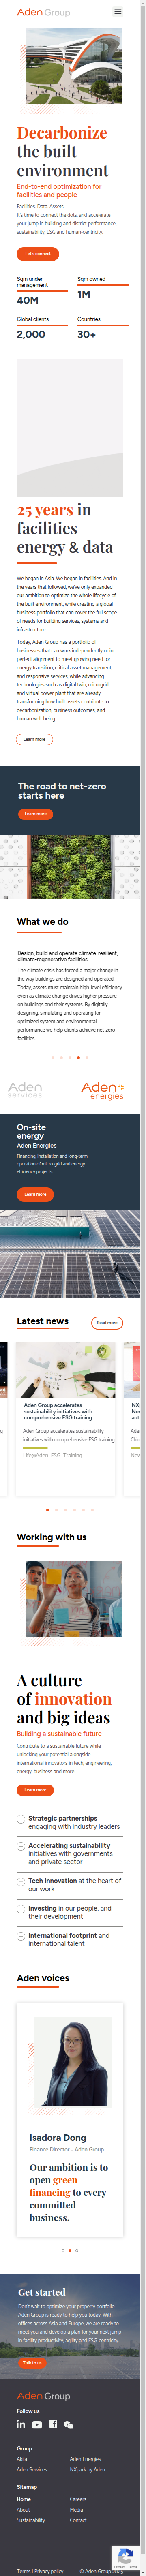 Aden Group
Decarbonize
the built
environment
End-to-end optimization for
facilities and people
Facilities. Data. Assets.
It's time to connect the dots, and accelerate
your jump in building and district performance,
sustainability, ESG and human-centricity.
Let's connect
Sqm under
management
40M
Sqm owned
1M
Global clients
2,000
Countries
30+
25 years in
facilities
energy & data
We began in Asia. We began in facilities. And in
the years that followed, we've only expanded
our ambition to optimize the whole lifecycle of
the built environment, while creating a global
business portfolio that can cover the full scope
of needs for building services, systems and
infrastructure.
Today, Aden Group has a portfolio of
businesses that can work independently or in
perfect alignment to meet growing need for
energy transition, critical asset management,
and responsive services, while advancing
technologies such as digital twin, microgrid
and virtual power plant that are already
transforming how built assets contribute to
decarbonization, business outcomes, and
human well-being.
Learn more
The road to net-zero
starts here
Learn more
What we do
Design, build and operate climate-resilient,
climate-regenerative facilities
The climate crisis has forced a dramatic change in
the way buildings are designed and operated.
Today, assets must maintain high user-level efficiency
even as climate change drives higher pressure
on buildings and their systems. By digitally
designing, simulating, and operating for
optimized uptime and environmental
performance we help clients achieve net zero
facilities.
Aden
services
Aden
energies
On-site
energy
Aden Energies
Financing, installation and long-term
operation of micro-grid and energy
efficiency projects.
Learn more
Latest news
Read more
Aden Group accelerates
sustainability initiatives with
comprehensive ESG training
Aden Group accelerates sustainability
initiatives with comprehensive ESG training
Life@Aden ESG Training
Working with us
A culture
of innovation
and big ideas
Building a sustainable future
Contribute to a sustainable future while
unlocking your potential alongside
international innovators in tech, engineering,
energy, business and more.
Learn more
Strategic partnerships
engaging with industry leaders
Accelerating sustainability
initiatives with governments
and private sector
Tech innovation at the heart of
our work
Investing in our people, and
their development
International footprint and
international talent
Aden voices
Isadora Dong
Finance Director – Aden Group
Our ambition is to
open green
financing to every
committed
business.
Get started
Don't wait to optimize your property portfolio -
Aden Group is ready to help you today. With
offices across Asia and Europe, we are ready to
meet you and develop a plan for your next jump
in facility productivity, agility and ESG centricity.
Talk to us
Aden Group
Follow us
Group
Akila
Aden Energies
Aden Services
NXpark by Aden
Sitemap
Home
Careers
About
Media
Sustainability
Contact
Terms | Privacy policy
© Aden Group 2025